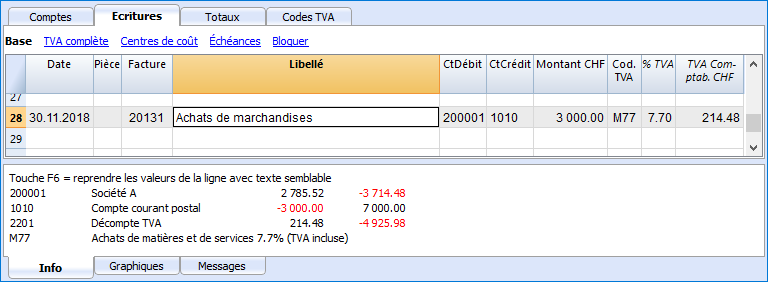 Comptes Ecritures Totaux Codes TVA
Base TVA complète Centres de coût Échéances Bloquer
Date Pièce Facture Libellé CtDébit CtCrédit Montant CHF Cod. TVA % TVA TVA Com-ptab. CHF
27
28 30.11.2018 20131 Achats de marchandises 200001 1010 3 000.00 M77 7.70 214.48
29
Touche F6 = reprendre les valeurs de la ligne avec texte semblable
200001 Société A 2 785.52 -3 714.48
1010 Compte courant postal -3 000.00 7 000.00
2201 Décompte TVA 214.48 -4 925.98
M77 Achats de matières et de services 7.7% (TVA incluse)
Info Graphiques Messages